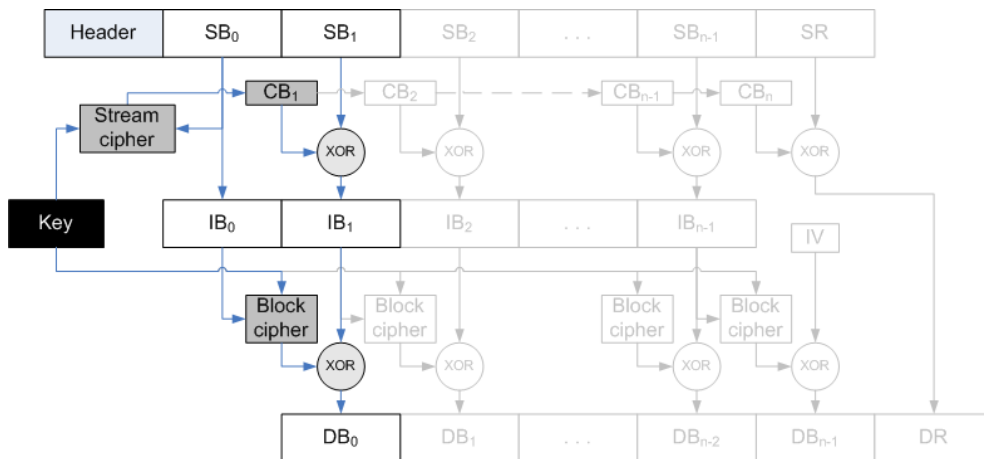 Header SB₀ SB₁ SB₂ . . . SBₙ₋₁ SR
CB₁ CB₂ CBₙ₋₁ CBₙ
Stream
cipher
XOR XOR XOR XOR
Key IB₀ IB₁ IB₂ ... IBₙ₋₁
IV
Block Block Block Block
cipher cipher cipher cipher
XOR XOR XOR XOR
DB₀ DB₁ . . . DBₙ₋₂ DBₙ₋₁ DR